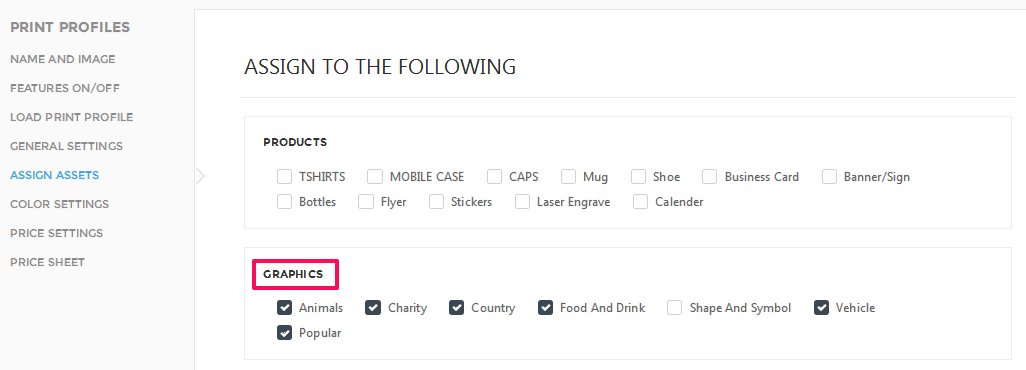 PRINT PROFILES
NAME AND IMAGE
FEATURES ON/OFF
LOAD PRINT PROFILE
GENERAL SETTINGS
ASSIGN ASSETS
COLOR SETTINGS
PRICE SETTINGS
PRICE SHEET
ASSIGN TO THE FOLLOWING
PRODUCTS
TSHIRTS MOBILE CASE CAPS Mug Shoe Business Card Banner/Sign
Bottles Flyer Stickers Laser Engrave Calender
GRAPHICS
Animals Charity Country Food And Drink Shape And Symbol Vehicle
Popular